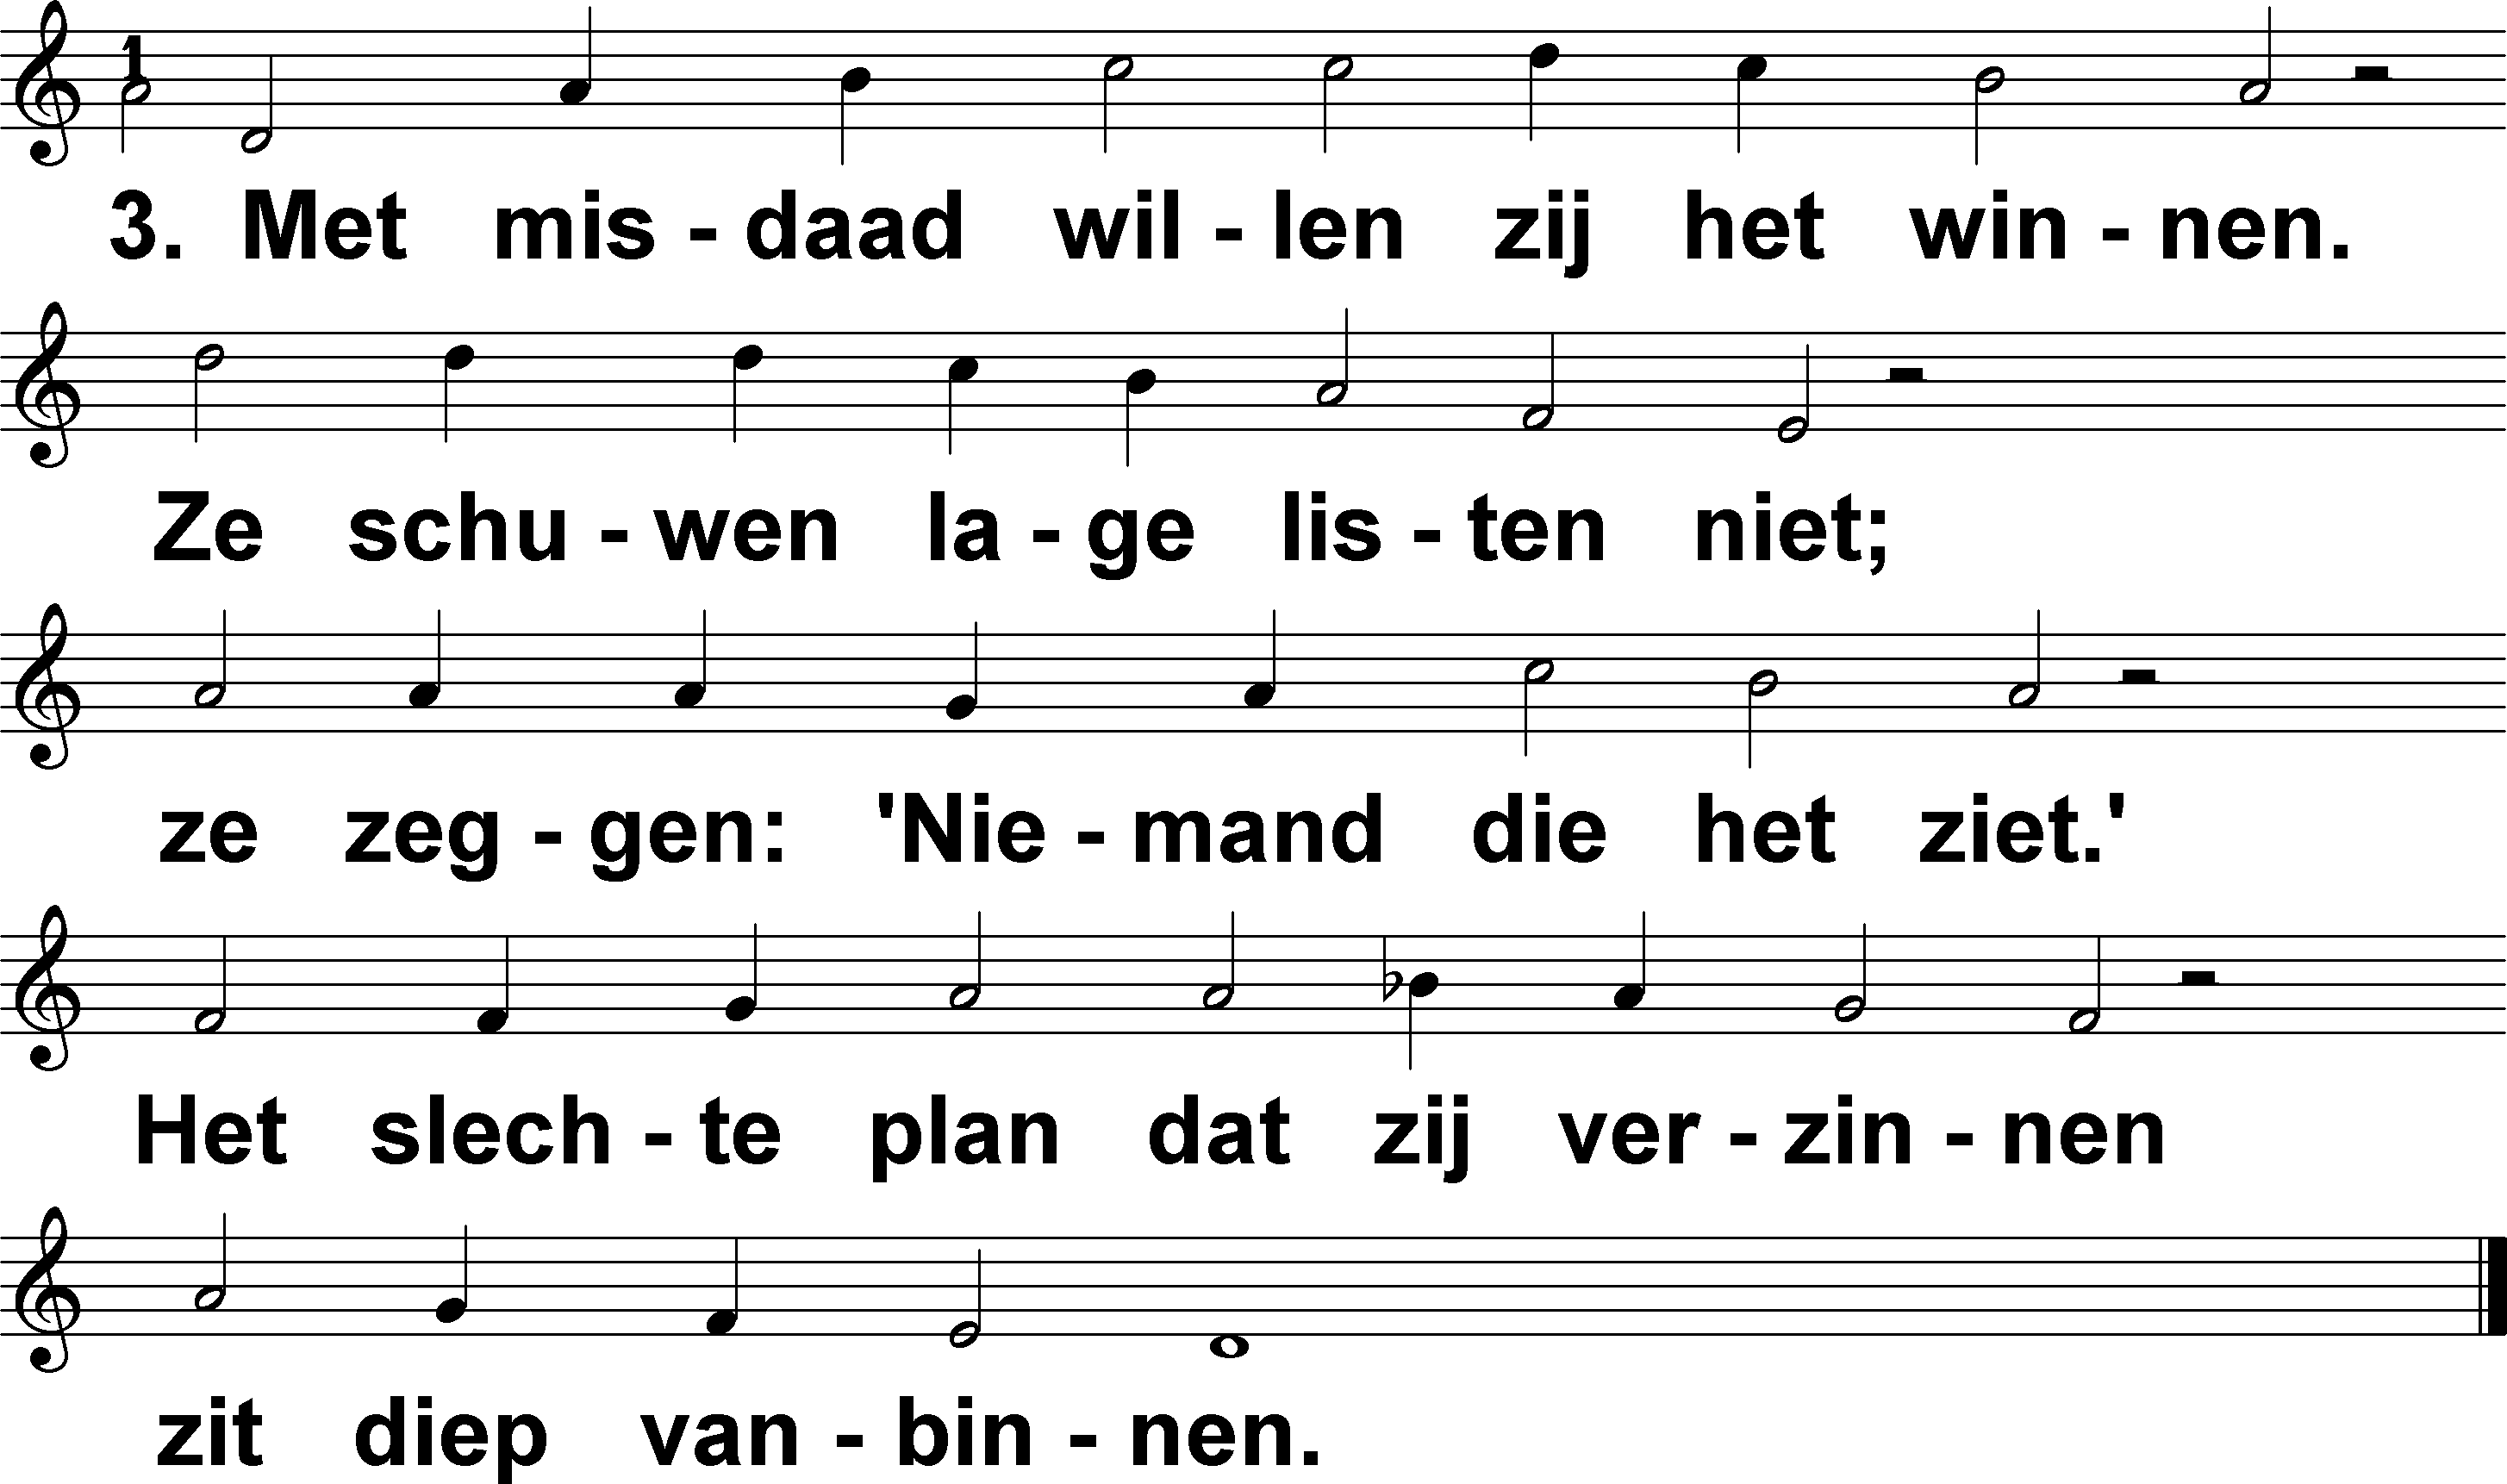 1
3. Met mis - daad wil - len zij het win - nen.
Ze schu - wen la - ge lis - ten niet;
ze zeg - gen: 'Nie - mand die het ziet.'
Het slech - te plan dat zij ver - zin - nen
zit diep van - bin - nen.